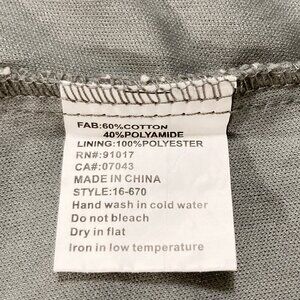 FAB:60%COTTON
40%POLYAMIDE
LINING:100%POLYESTER
RN#:91017
CA#:07043
MADE IN CHINA
STYLE:16-670
Hand wash in cold water
Do not bleach
Dry in flat
Iron in low temperature